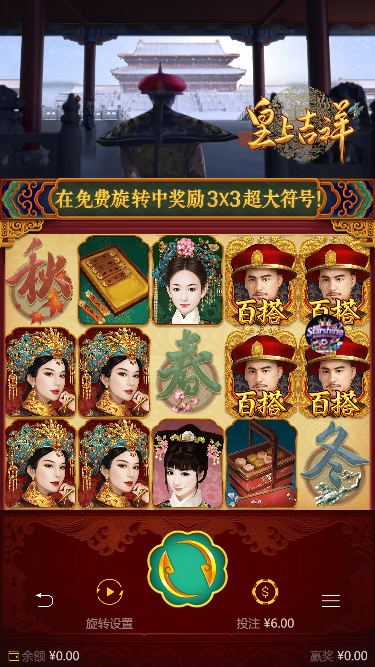 皇上吉祥
在免费旋转中奖励3X3超大符号!
秋
百搭 百搭
Starshine
春
百搭 百搭
冬
旋转设置 投注 ¥6.00
余额 ¥0.00 赢奖 ¥0.00